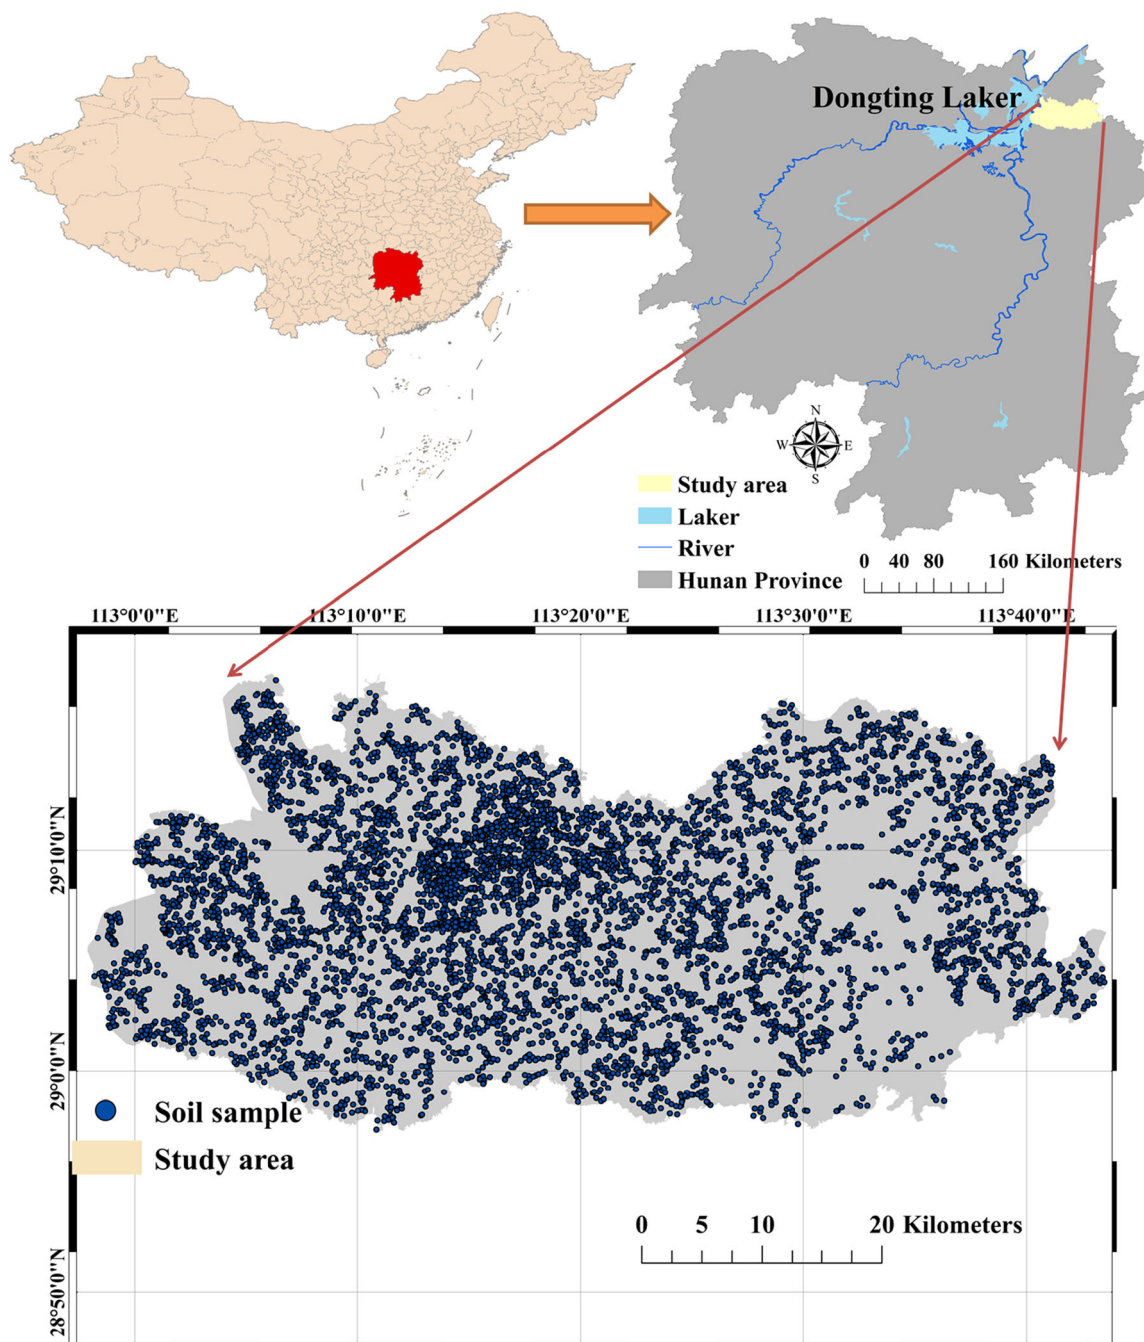 Dongting Laker
N
W E
S
Study area
Laker
River
Hunan Province
0 40 80 160 Kilometers
113°0'0"E 113°10'0"E 113°20'0"E 113°30'0"E 113°40'0"E
29°10'0"N
29°0'0"N
28°50'0"N
Soil sample
Study area
0 5 10 20 Kilometers